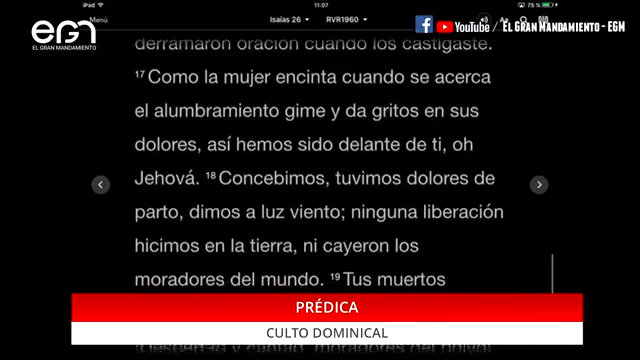 iPad
11:07
75 %
Menú
Isaías 26
RVR1960
AA
YouTube / EL GRAN MANDAMIENTO - EGM
EGM
EL GRAN MANDAMIENTO
derramaron oración cuando los castigaste.
17 Como la mujer encinta cuando se acerca
el alumbramiento gime y da gritos en sus
dolores, así hemos sido delante de ti, oh
Jehová. 18 Concebimos, tuvimos dolores de
parto, dimos a luz viento; ninguna liberación
hicimos en la tierra, ni cayeron los
moradores del mundo. 19 Tus muertos
PRÉDICA
CULTO DOMINICAL